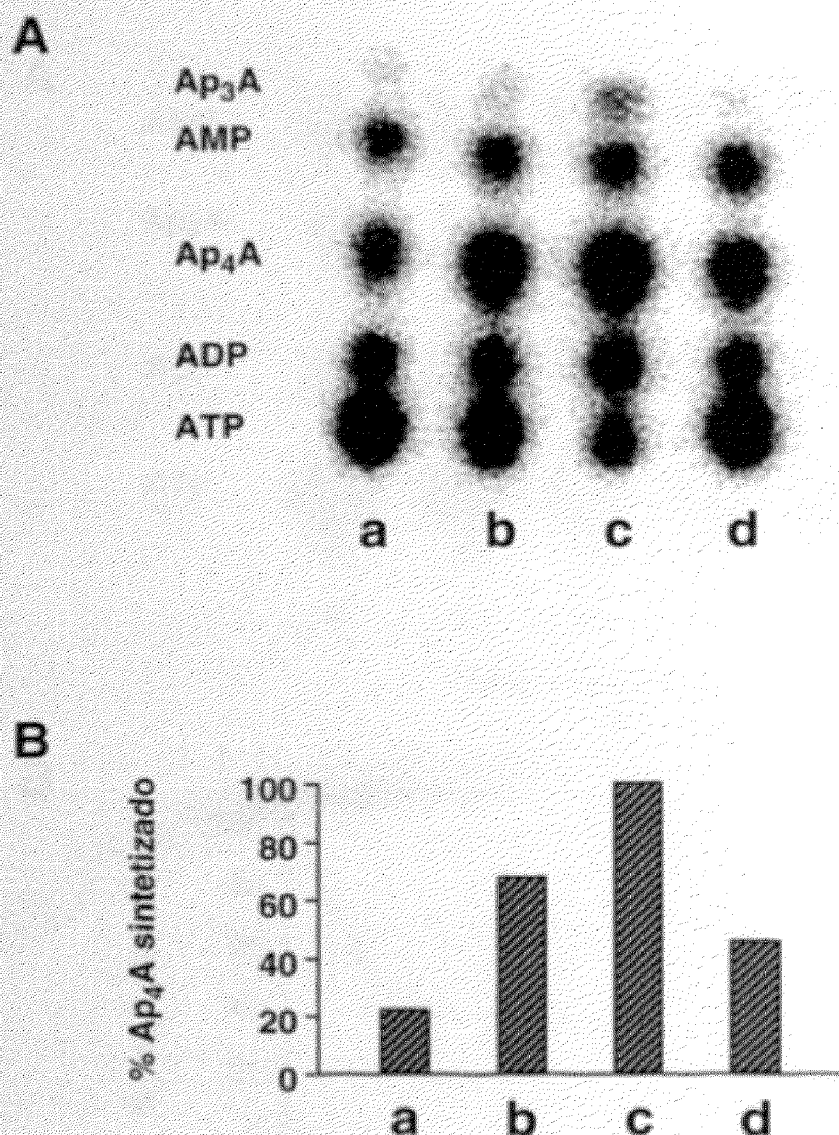 A
Ap₃A
AMP
Ap₄A
ADP
ATP
a b c d
B
% Ap₄A sintetizado
100
80
60
40
20
0
a b c d